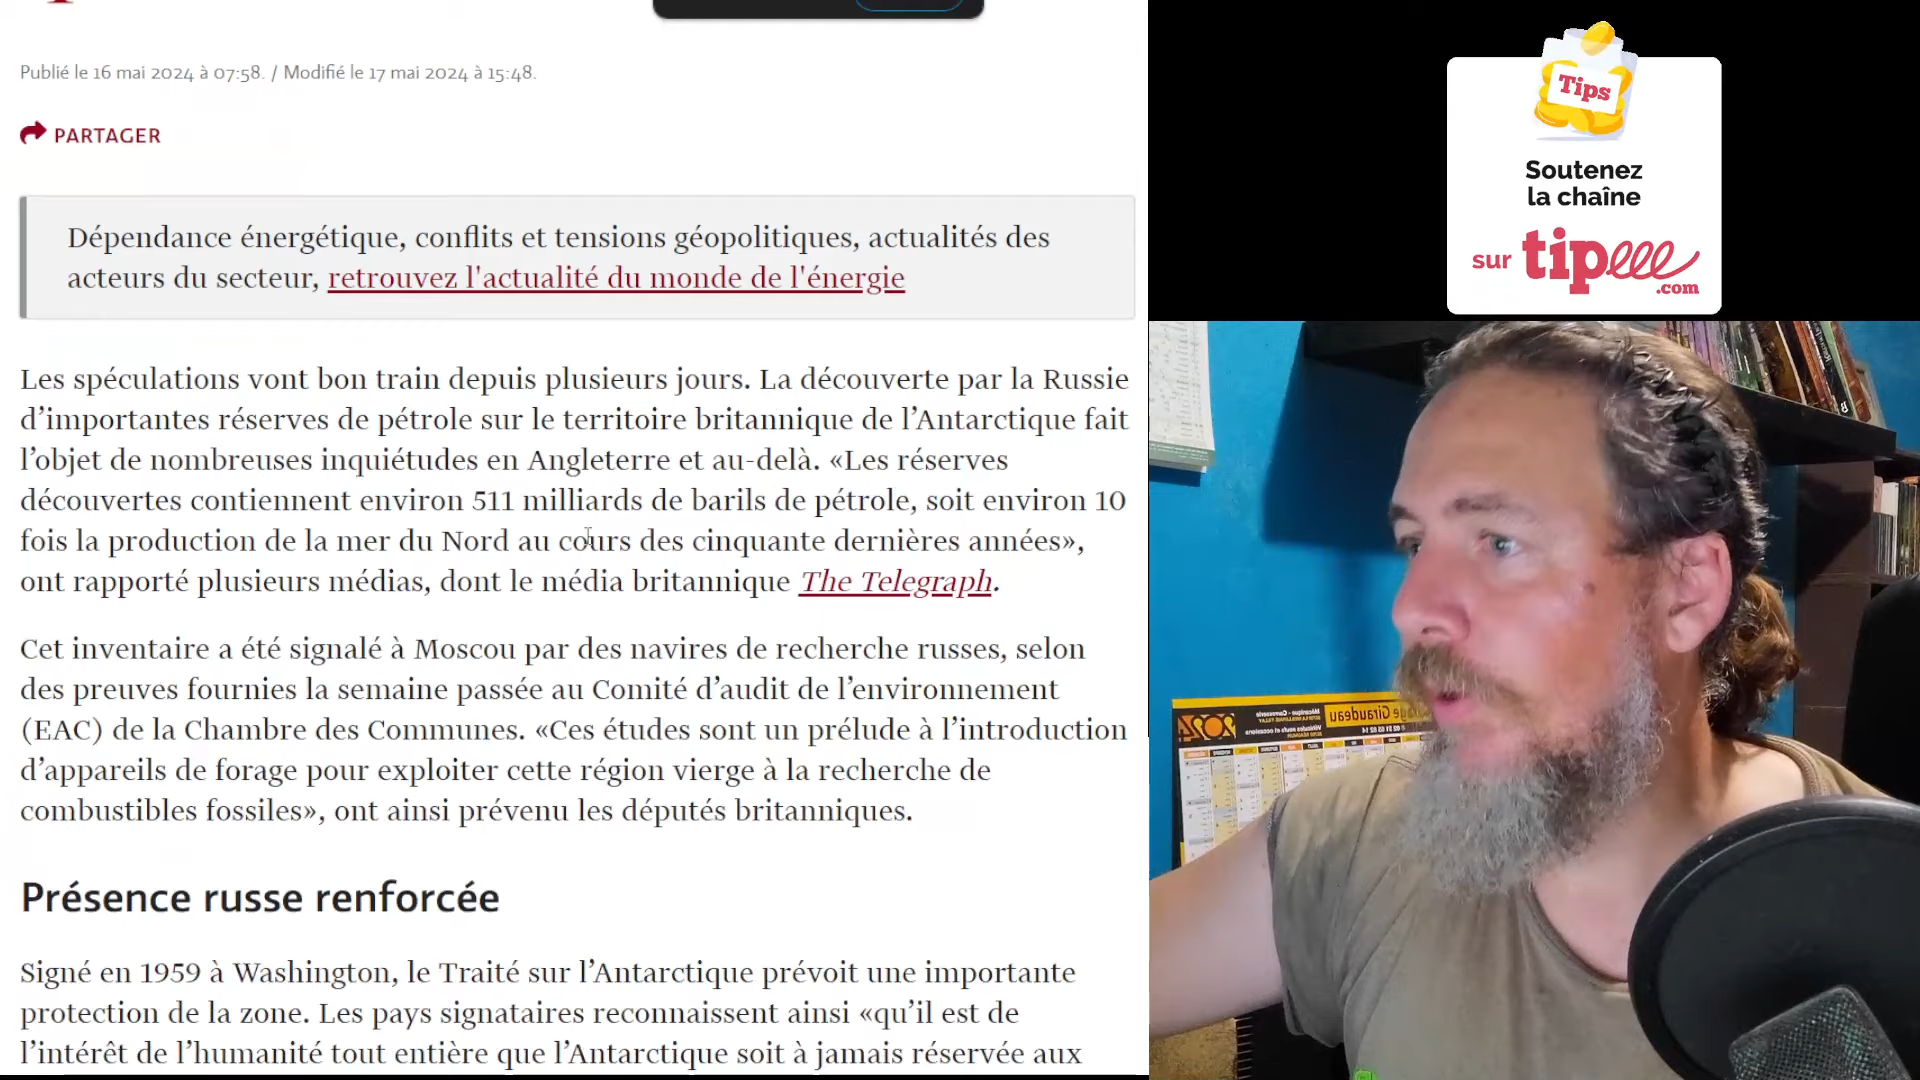 Publié le 16 mai 2024 à 07:58. / Modifié le 17 mai 2024 à 15:48.
PARTAGER
Dépendance énergétique, conflits et tensions géopolitiques, actualités des
acteurs du secteur, retrouvez l'actualité du monde de l'énergie
Les spéculations vont bon train depuis plusieurs jours. La découverte par la Russie
d’importantes réserves de pétrole sur le territoire britannique de l’Antarctique fait
l’objet de nombreuses inquiétudes en Angleterre et au-delà. «Les réserves
découvertes contiennent environ 511 milliards de barils de pétrole, soit environ 10
fois la production de la mer du Nord au cours des cinquante dernières années»,
ont rapporté plusieurs médias, dont le média britannique The Telegraph.
Cet inventaire a été signalé à Moscou par des navires de recherche russes, selon
des preuves fournies la semaine passée au Comité d’audit de l’environnement
(EAC) de la Chambre des Communes. «Ces études sont un prélude à l’introduction
d’appareils de forage pour exploiter cette région vierge à la recherche de
combustibles fossiles», ont ainsi prévenu les députés britanniques.
Présence russe renforcée
Signé en 1959 à Washington, le Traité sur l’Antarctique prévoit une importante
protection de la zone. Les pays signataires reconnaissent ainsi «qu’il est de
l’intérêt de l’humanité tout entière que l’Antarctique soit à jamais réservée aux
Tips
Soutenez
la chaîne
sur tipeee
.com
Giraudeau
2024